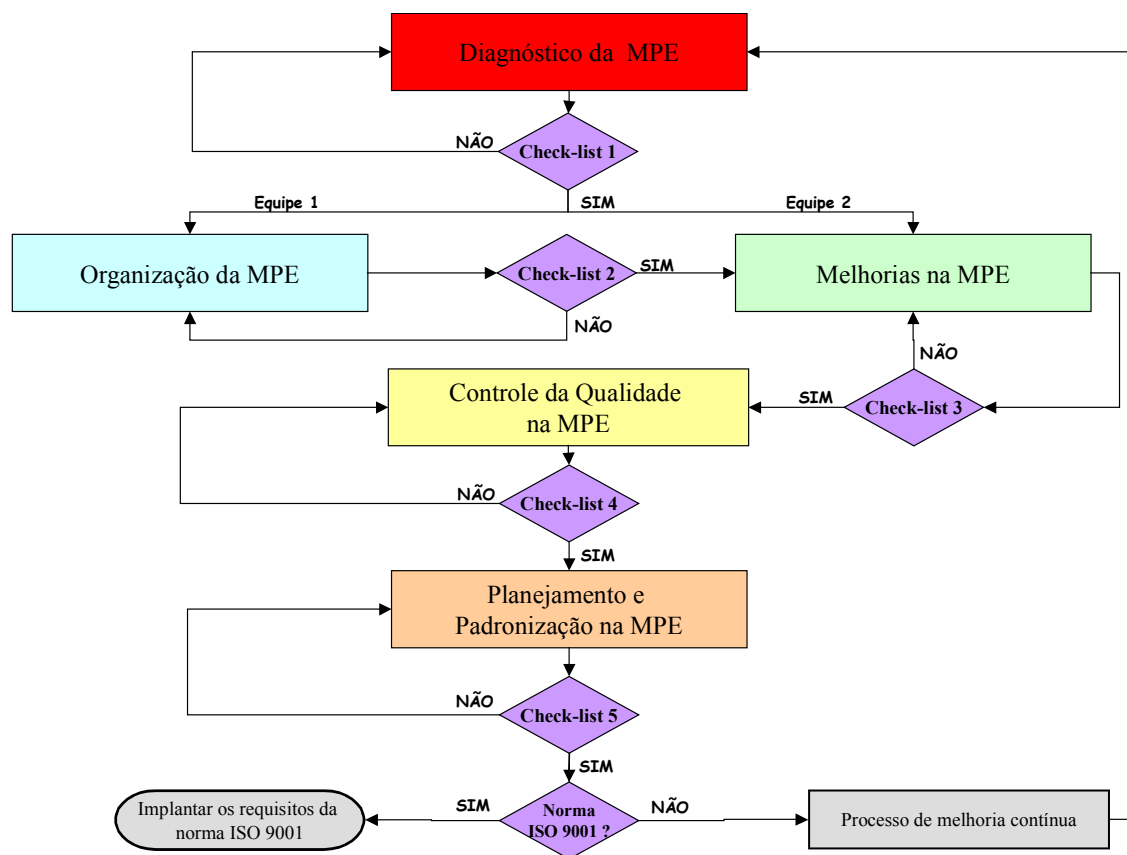 Diagnóstico da MPE
NÃO
Check-list 1
Equipe 1
SIM
Equipe 2
Organização da MPE
Check-list 2
SIM
Melhorias na MPE
NÃO
NÃO
Controle da Qualidade
na MPE
SIM
Check-list 3
NÃO
Check-list 4
SIM
Planejamento e
Padronização na MPE
NÃO
Check-list 5
SIM
Implantar os requisitos da
norma ISO 9001
SIM
Norma
ISO 9001 ?
NÃO
Processo de melhoria contínua